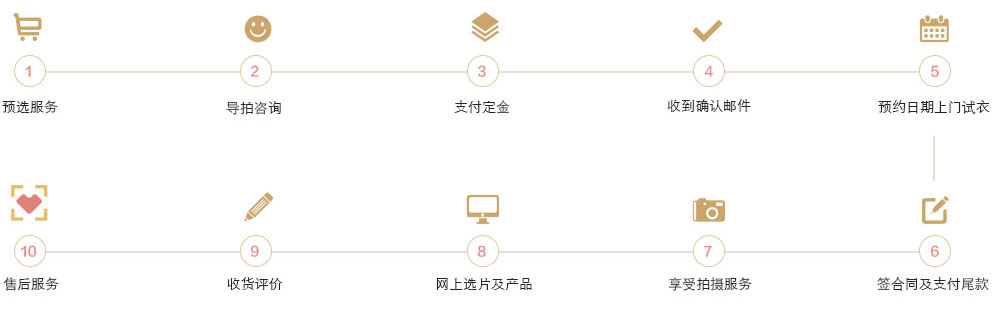 1
2
3
4
5
预选服务
导拍咨询
支付定金
收到确认邮件
预约日期上门试衣
10
9
8
7
6
售后服务
收货评价
网上选片及产品
享受拍摄服务
签合同及支付尾款